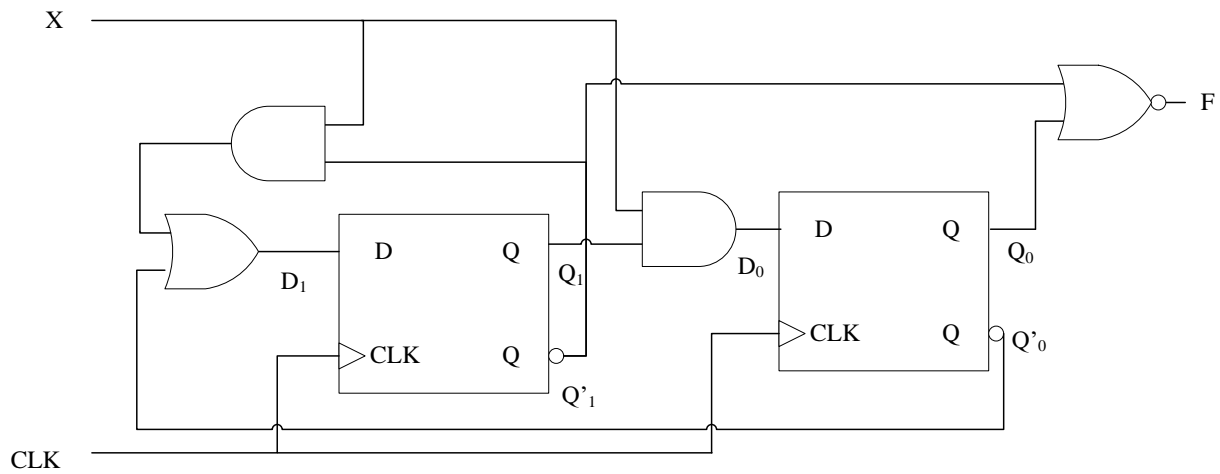 X
F
D Q
D Q
D₁
Q₁
D₀
Q₀
CLK Q
CLK Q
Q’₁
Q’₀
CLK